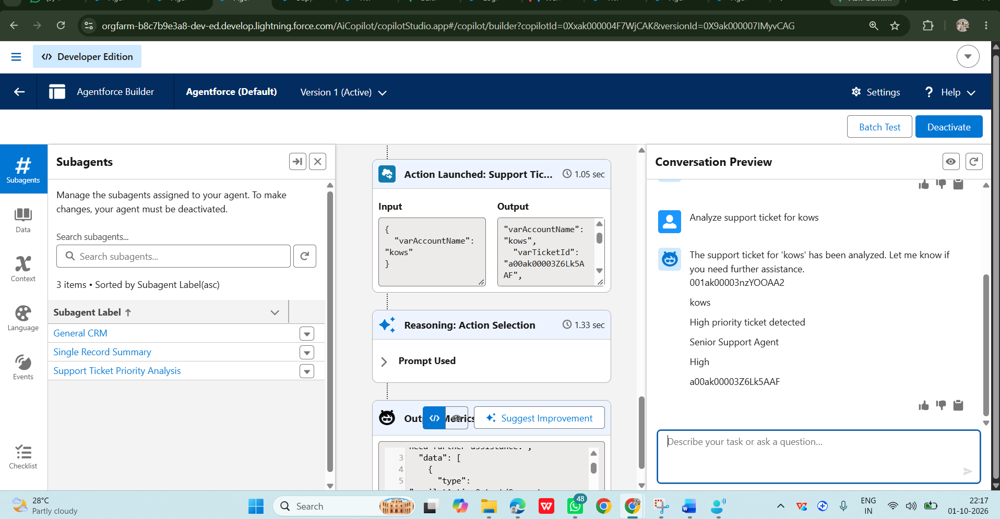 orgfarm-b8c7b9e3a8-dev-ed.develop.lightning.force.com/AiCopilot/copilotStudio.app#/copilot/builder?copilotId=0Xxak000004F7WjCAK&versionId=0X9ak000007IMyvCAG
</> Developer Edition
Agentforce Builder
Agentforce (Default)
Version 1 (Active)
Settings
? Help
Batch Test
Deactivate
Subagents
Data
Context
Language
Events
Checklist
Subagents
Manage the subagents assigned to your agent. To make
changes, your agent must be deactivated.
Search subagents...
Search subagents...
3 items • Sorted by Subagent Label(asc)
Subagent Label ↑
General CRM
Single Record Summary
Support Ticket Priority Analysis
Action Launched: Support Tic...
1.05 sec
Input
{
"varAccountName":
"kows"
}
Output
"varAccountName":
"kows",
"varTicketId":
"a00ak00003Z6Lk5A
AF",
Reasoning: Action Selection
1.33 sec
Prompt Used
</>
Suggest Improvement
3 "data": [
4 {
5 "type":
Conversation Preview
Analyze support ticket for kows
The support ticket for 'kows' has been analyzed. Let me know if
you need further assistance.
001ak00003nzYOOAA2
kows
High priority ticket detected
Senior Support Agent
High
a00ak00003Z6Lk5AAF
Describe your task or ask a question...
28°C
Partly cloudy
Search
48
ENG
IN
22:17
01-10-2026